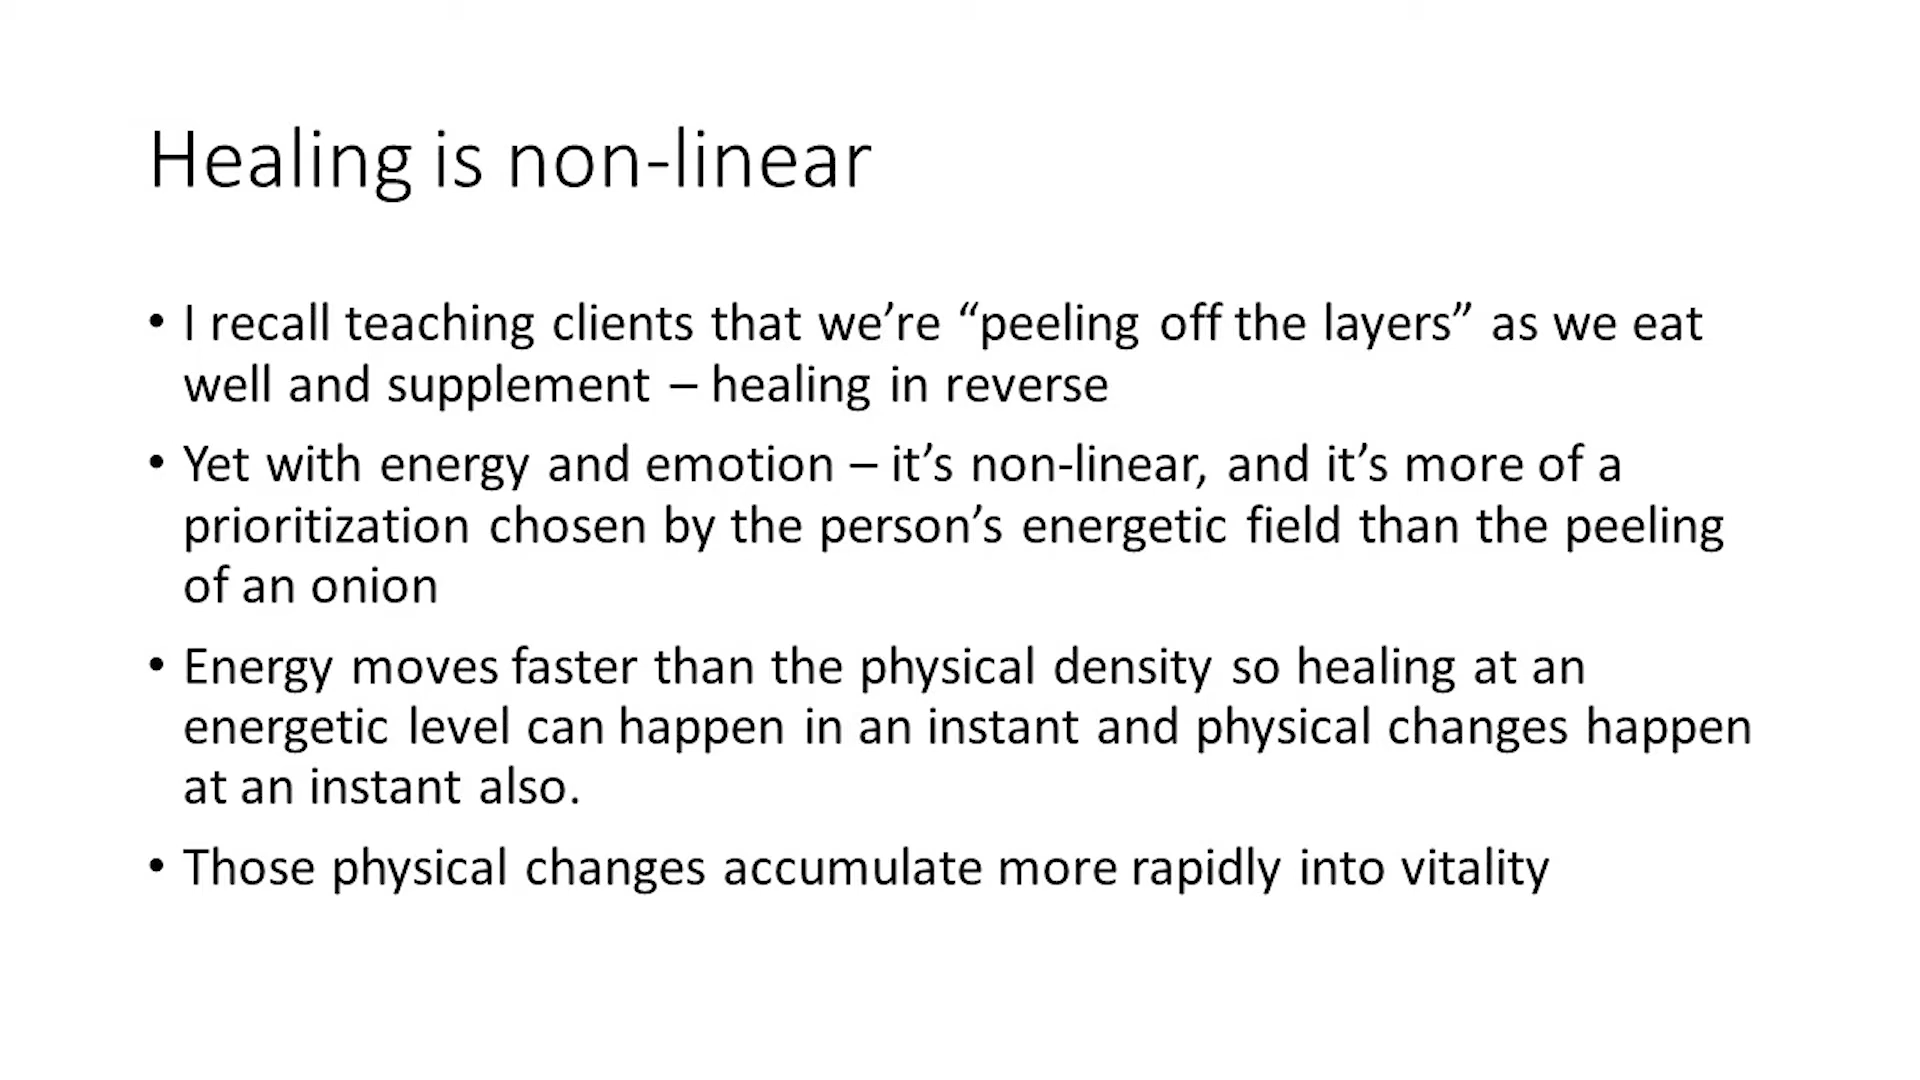 Healing is non-linear
• I recall teaching clients that we’re “peeling off the layers” as we eat
well and supplement – healing in reverse
• Yet with energy and emotion – it’s non-linear, and it’s more of a
prioritization chosen by the person’s energetic field than the peeling
of an onion
• Energy moves faster than the physical density so healing at an
energetic level can happen in an instant and physical changes happen
at an instant also.
• Those physical changes accumulate more rapidly into vitality